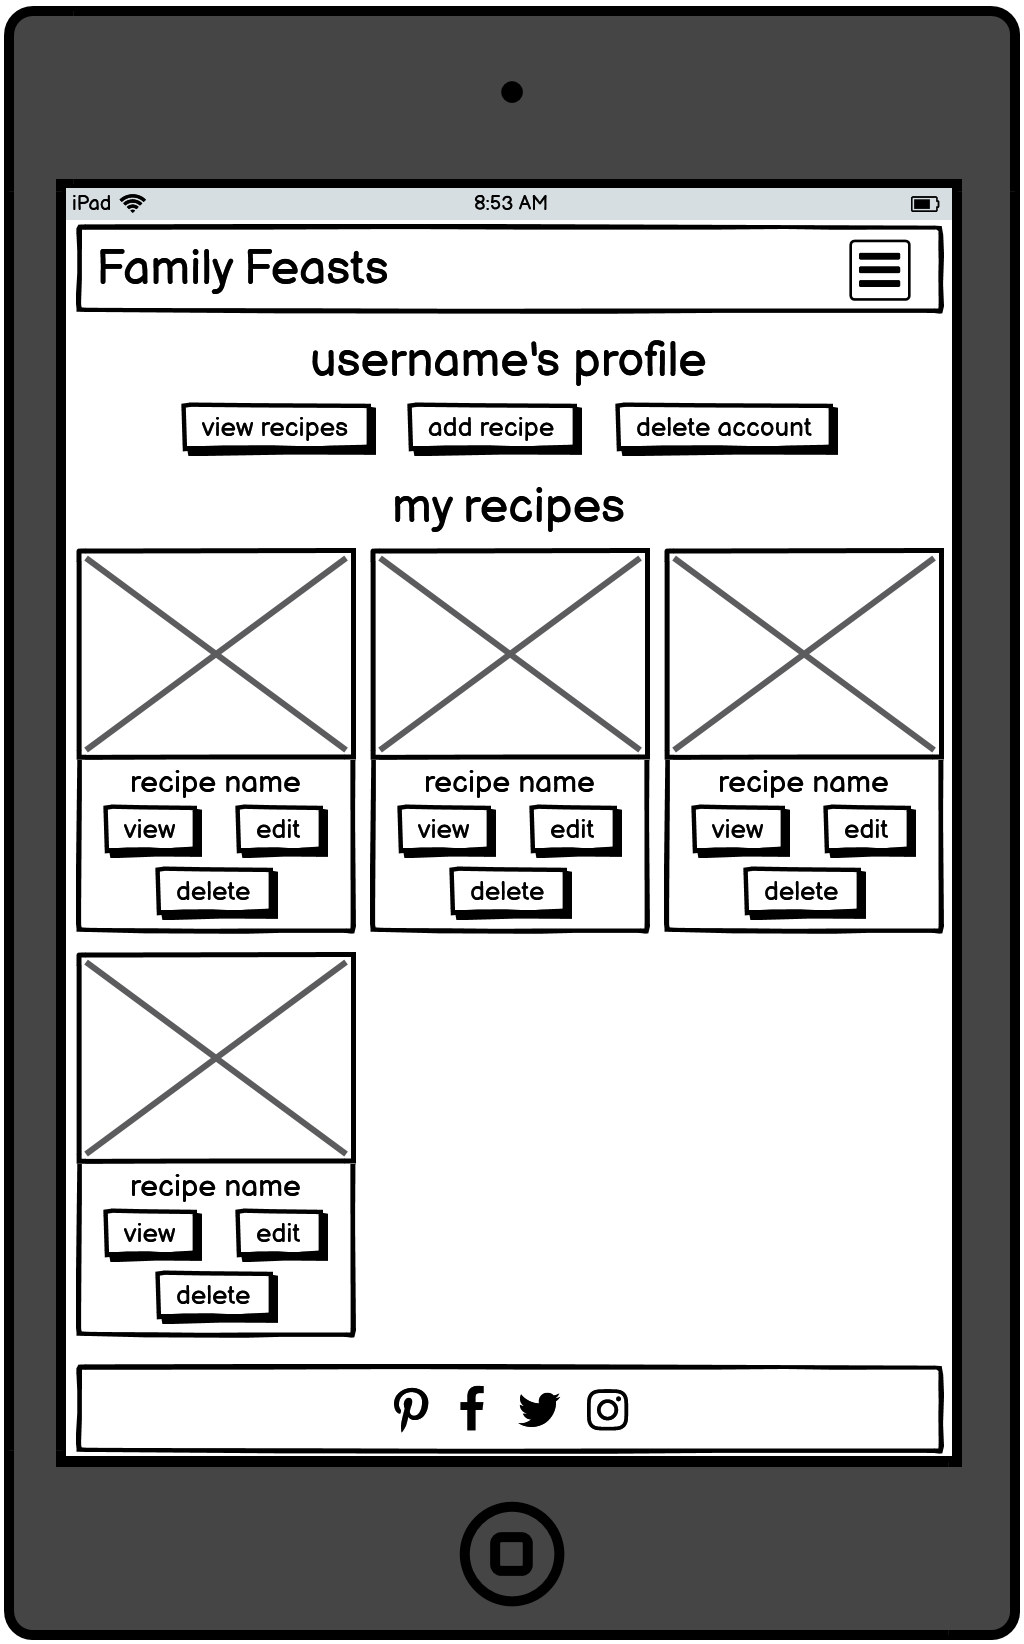 iPad 8:53 AM
Family Feasts
username's profile
view recipes add recipe delete account
my recipes
recipe name recipe name recipe name
view edit view edit view edit
delete delete delete
recipe name
view edit
delete